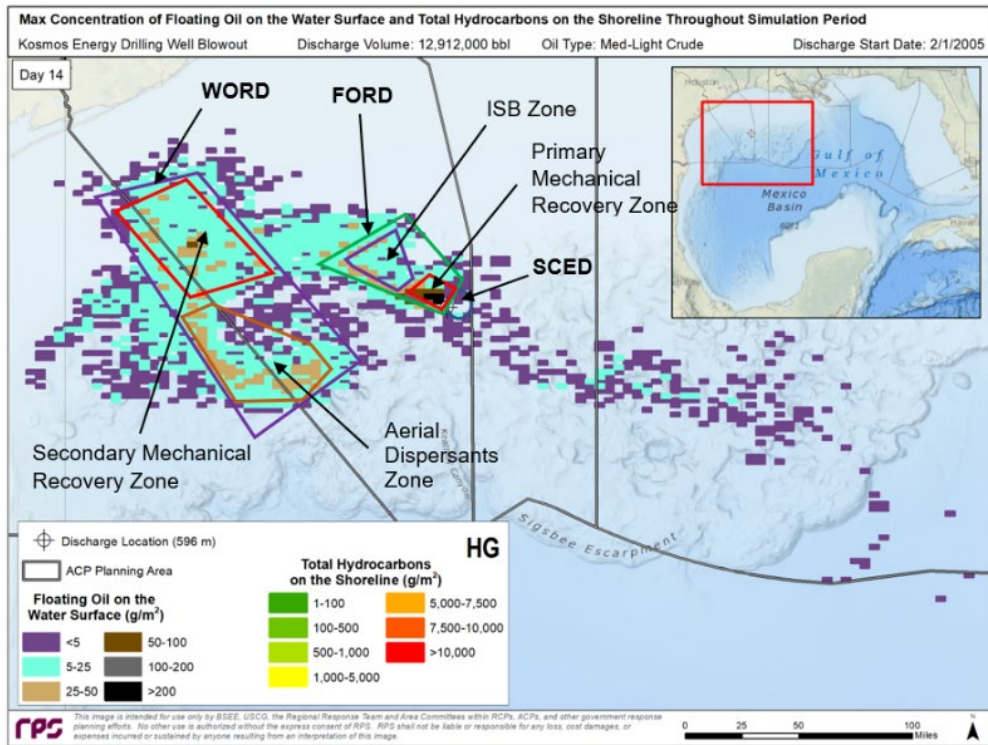 Max Concentration of Floating Oil on the Water Surface and Total Hydrocarbons on the Shoreline Throughout Simulation Period
Kosmos Energy Drilling Well Blowout Discharge Volume: 12,912,000 bbl Oil Type: Med-Light Crude Discharge Start Date: 2/1/2005
Day 14
WORD
FORD
ISB Zone
Primary
Mechanical
Recovery Zone
SCED
Houston
Gulf of
Mexico
Mexico
Basin
Secondary Mechanical
Recovery Zone
Aerial
Dispersants
Zone
Sigsbee Escarpment
Discharge Location (596 m)
ACP Planning Area
Floating Oil on the
Water Surface (g/m²)
<5
5-25
25-50
50-100
100-200
>200
HG
Total Hydrocarbons
on the Shoreline (g/m²)
1-100
100-500
500-1,000
1,000-5,000
5,000-7,500
7,500-10,000
>10,000
rps
This image is intended for use only by BSEE, USCG, the Regional Response Team and Area Committees within RCPs, ACPs, and other government response
planning efforts. No other use is authorized without the express consent of RPS. RPS shall not be liable or responsible for any loss, cost damages, or
expenses incurred or sustained by anyone resulting from an interpretation of this image.
0 25 50 100
Miles
N